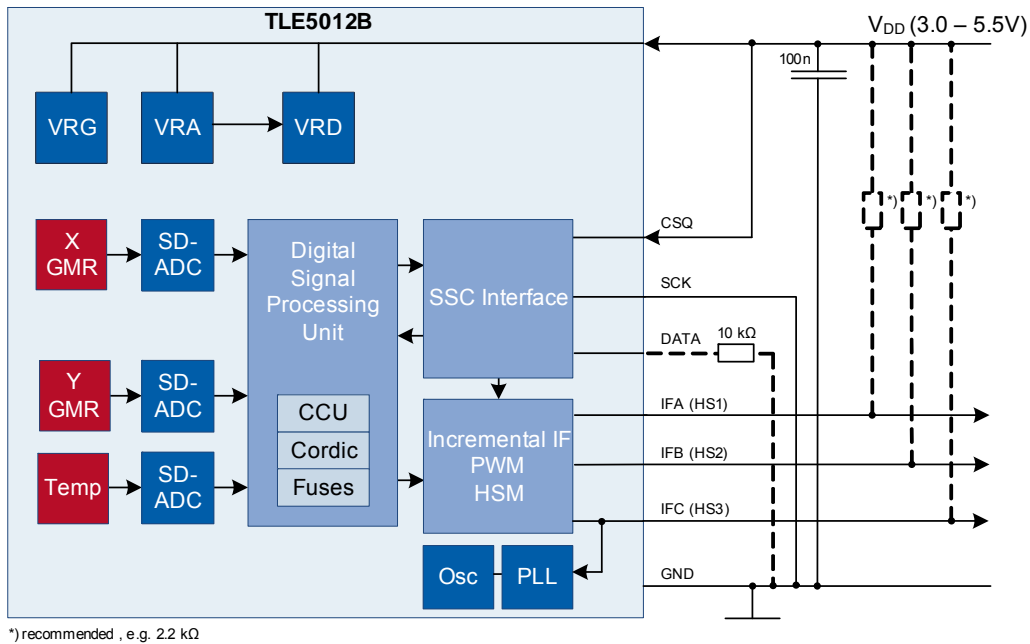 TLE5012B
V_DD (3.0 – 5.5V)
100n
VRG
VRA
VRD
*)
*)
*)
CSQ
X
GMR
SD-
ADC
Digital
Signal
Processing
Unit
SSC Interface
SCK
DATA
10 kΩ
Y
GMR
SD-
ADC
CCU
Cordic
Fuses
Incremental IF
PWM
HSM
IFA (HS1)
IFB (HS2)
IFC (HS3)
Temp
SD-
ADC
Osc
PLL
GND
*) recommended , e.g. 2.2 kΩ